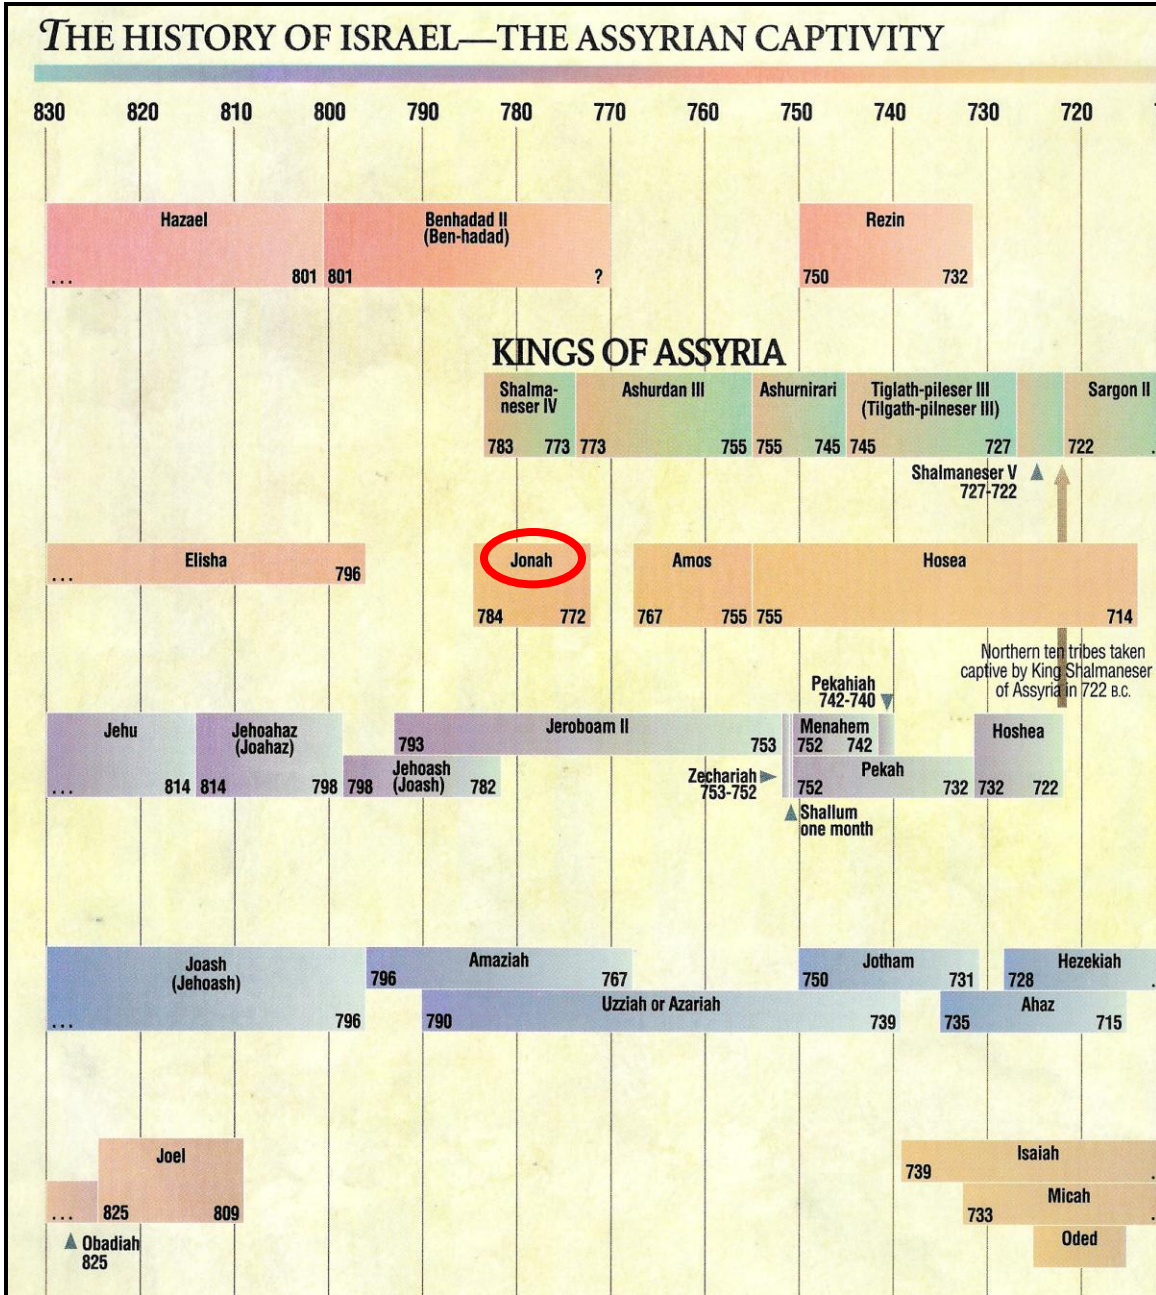 THE HISTORY OF ISRAEL—THE ASSYRIAN CAPTIVITY
830 820 810 800 790 780 770 760 750 740 730 720
Hazael
... 801
Benhadad II
(Ben-hadad)
801 ?
Rezin
750 732
KINGS OF ASSYRIA
Shalma-
neser IV
783 773
Ashurdan III
773 755
Ashurnirari
755 745
Tiglath-pileser III
(Tilgath-pilneser III)
745 727
Shalmaneser V
727-722
Sargon II
722 .
Elisha
... 796
Jonah
784 772
Amos
767 755
Hosea
755 714
Northern ten tribes taken
captive by King Shalmaneser
of Assyria in 722 B.C.
Jehu
... 814
Jehoahaz
(Joahaz)
814 798
Jehoash
(Joash)
798 782
Jeroboam II
793 753
Zechariah
753-752
Shallum
one month
Menahem
752 742
Pekahiah
742-740
Pekah
752 732
Hoshea
732 722
Joash
(Jehoash)
... 796
Amaziah
796 767
Uzziah or Azariah
790 739
Jotham
750 731
Ahaz
735 715
Hezekiah
728 .
...
Obadiah
825
Joel
825 809
Isaiah
739 .
Micah
733 .
Oded